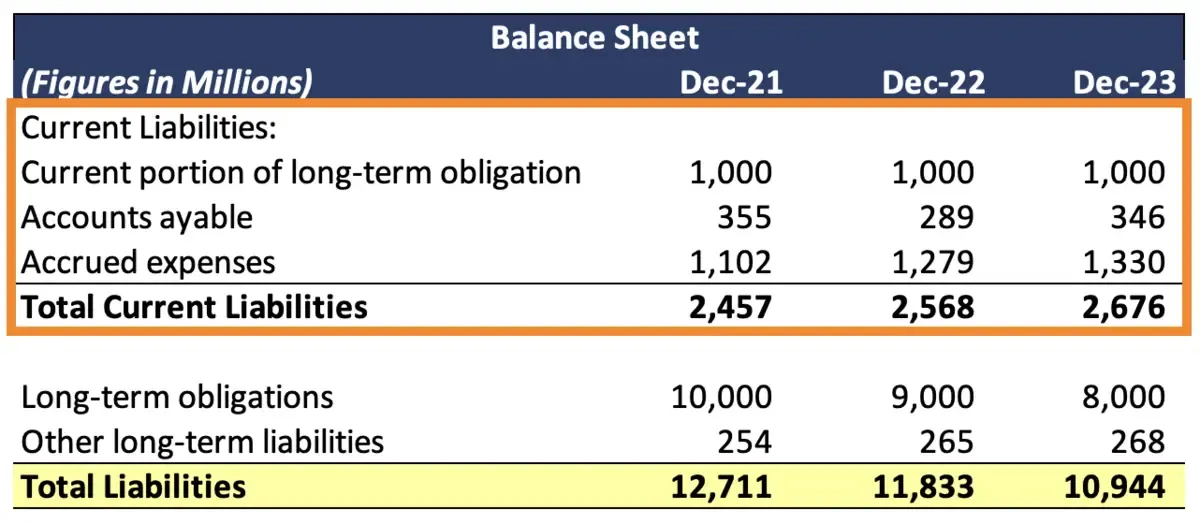 Balance Sheet
(Figures in Millions) Dec-21 Dec-22 Dec-23
Current Liabilities:
Current portion of long-term obligation 1,000 1,000 1,000
Accounts ayable 355 289 346
Accrued expenses 1,102 1,279 1,330
Total Current Liabilities 2,457 2,568 2,676
Long-term obligations 10,000 9,000 8,000
Other long-term liabilities 254 265 268
Total Liabilities 12,711 11,833 10,944